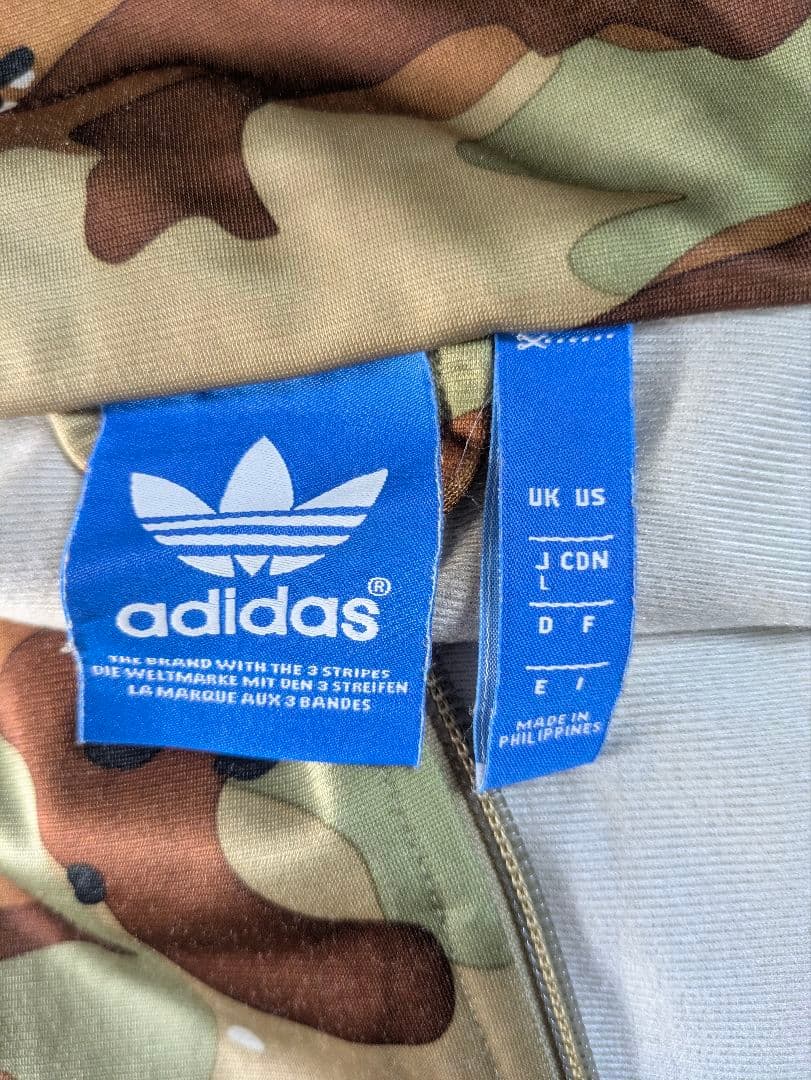 adidas®
THE BRAND WITH THE 3 STRIPES
DIE WELTMARKE MIT DEN 3 STREIFEN
LA MARQUE AUX 3 BANDES
UK US
J CDN
L
D F
E I
MADE IN
PHILIPPINES